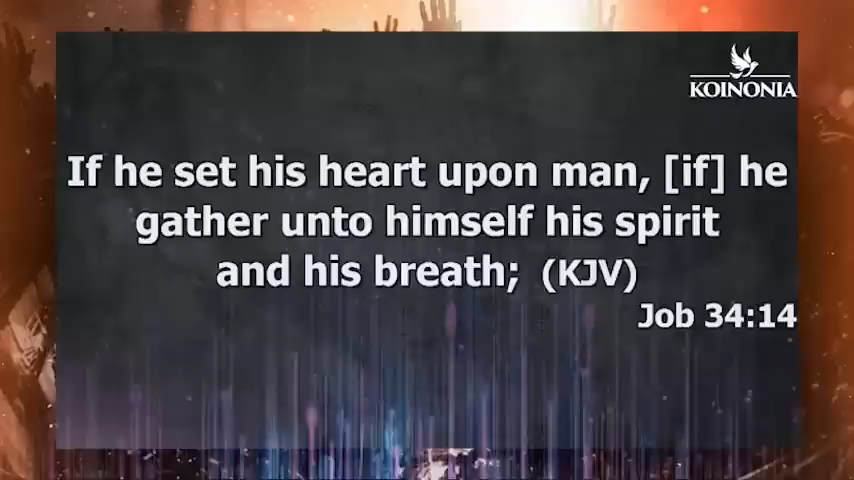 KOINONIA
If he set his heart upon man, [if] he
gather unto himself his spirit
and his breath; (KJV)
Job 34:14